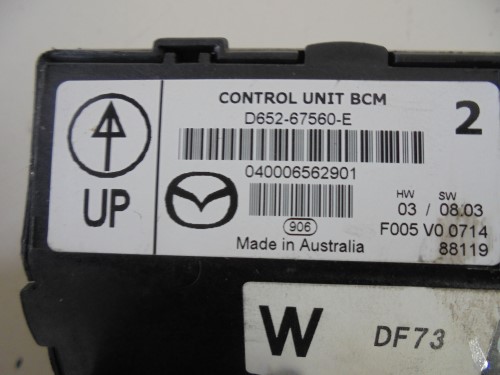 CONTROL UNIT BCM
D652-67560-E
2
040006562901
UP
HW SW
03 / 08.03
906
F005 V0 0714
Made in Australia
88119
W DF73